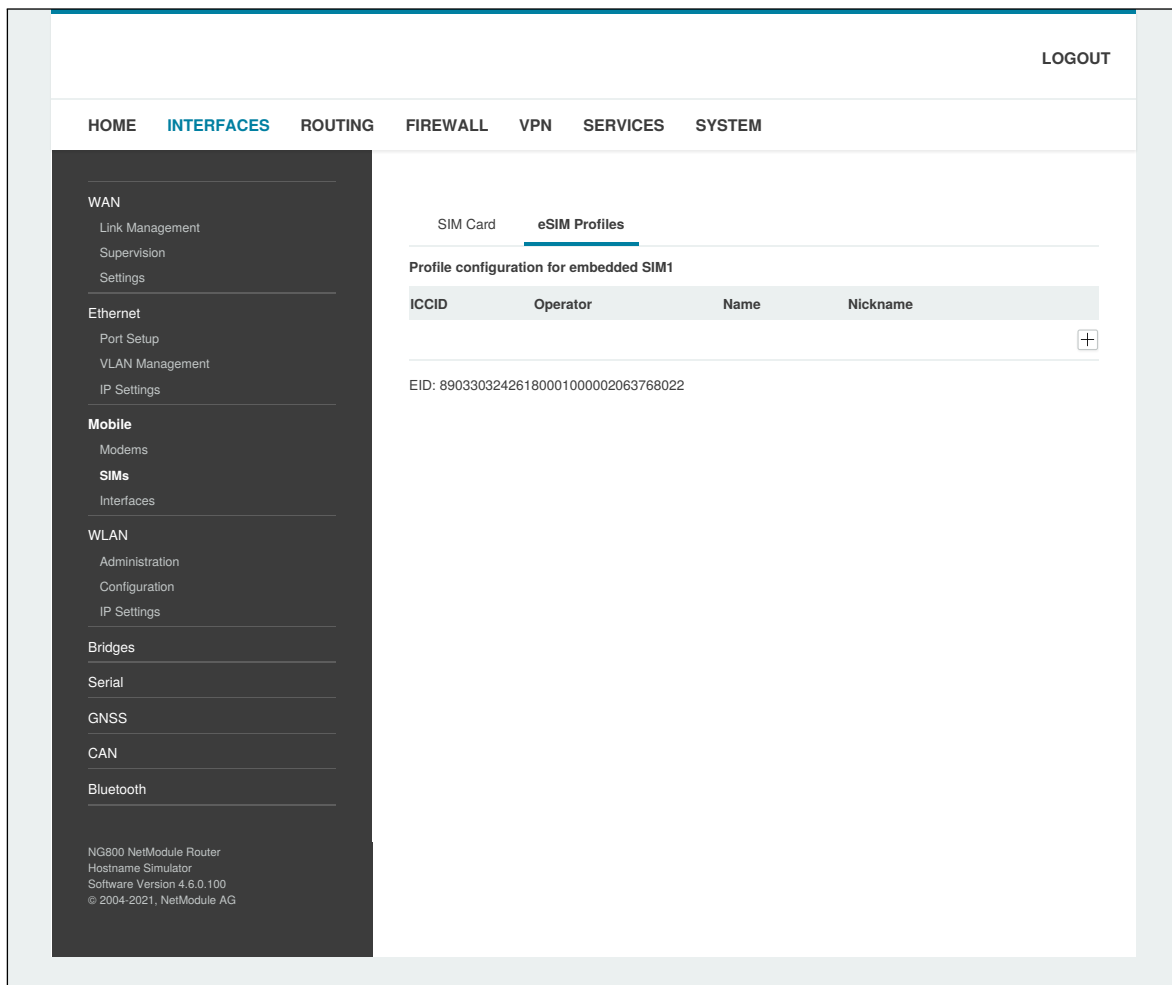 LOGOUT
HOME INTERFACES ROUTING FIREWALL VPN SERVICES SYSTEM
WAN
Link Management
Supervision
Settings
Ethernet
Port Setup
VLAN Management
IP Settings
Mobile
Modems
SIMs
Interfaces
WLAN
Administration
Configuration
IP Settings
Bridges
Serial
GNSS
CAN
Bluetooth
NG800 NetModule Router
Hostname Simulator
Software Version 4.6.0.100
© 2004-2021, NetModule AG
SIM Card eSIM Profiles
Profile configuration for embedded SIM1
ICCID Operator Name Nickname
EID: 89033032426180001000002063768022